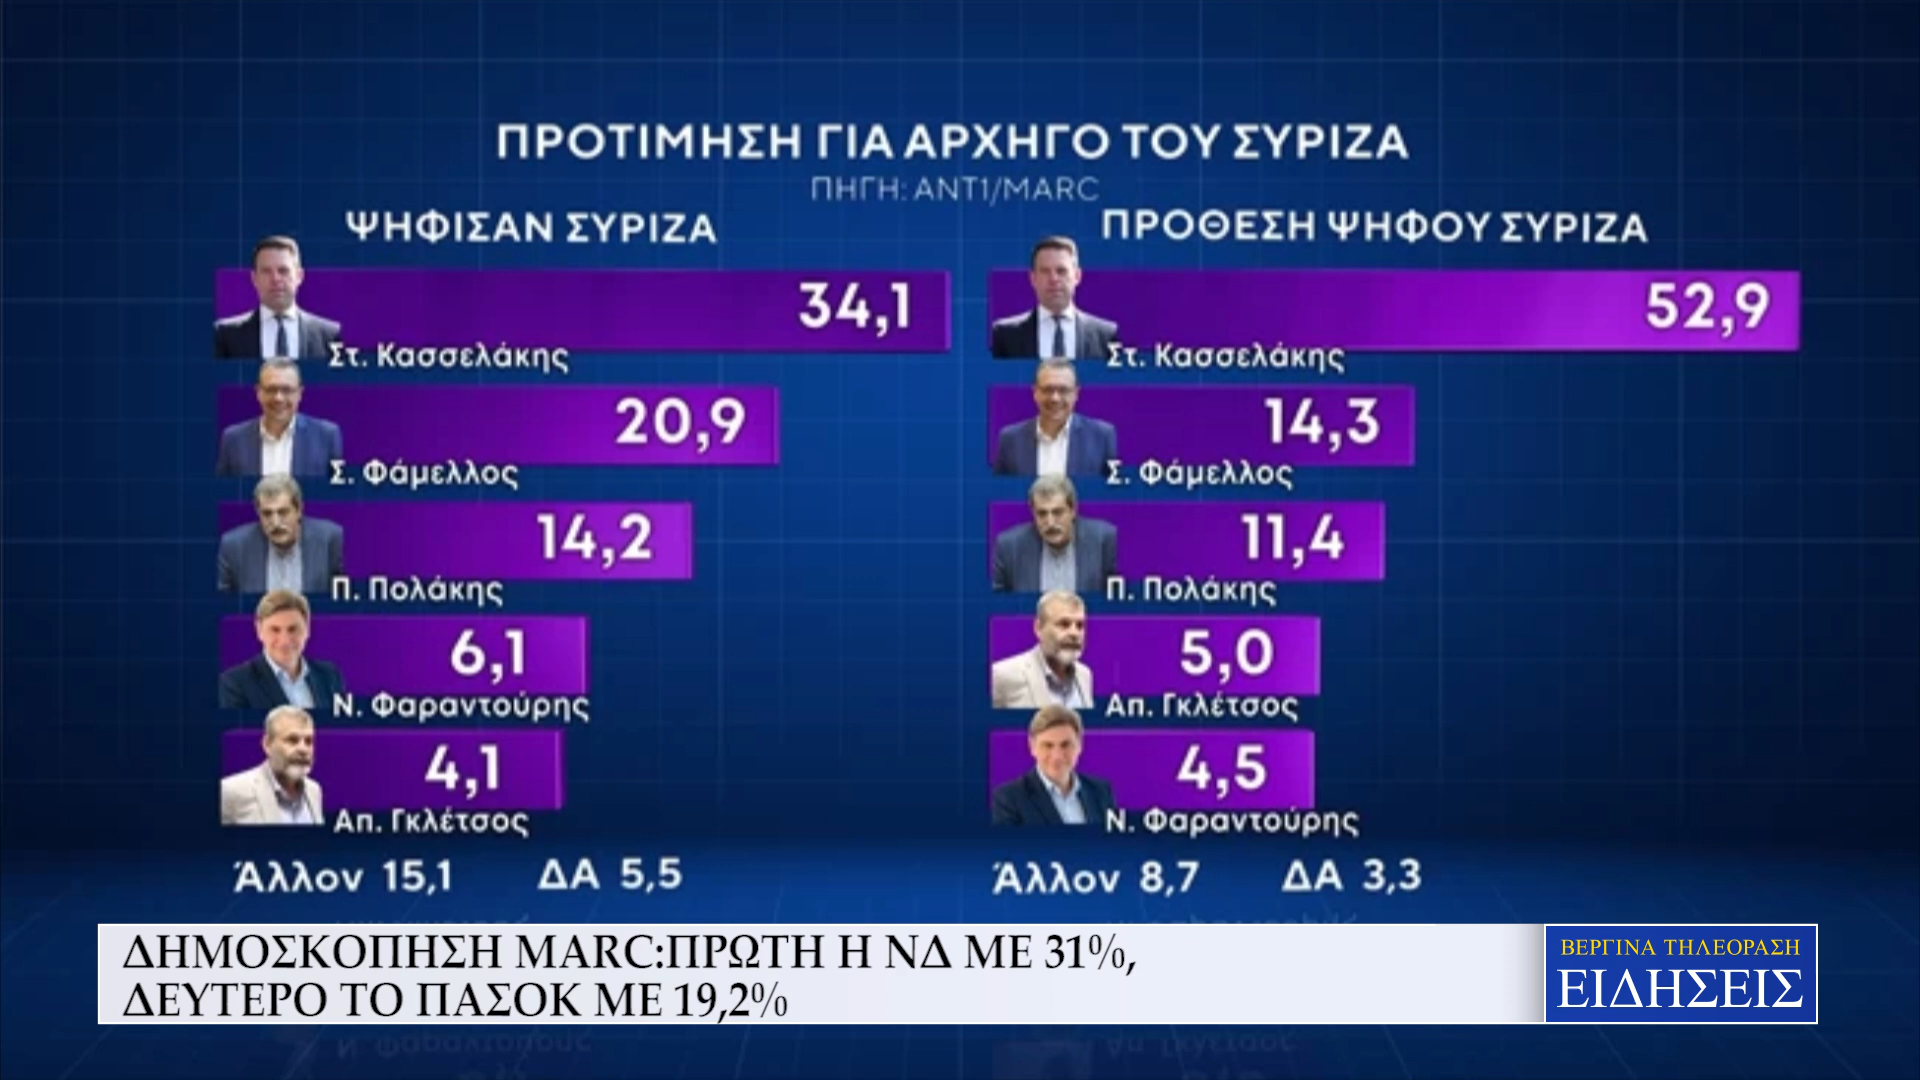 ΠΡΟΤΙΜΗΣΗ ΓΙΑ ΑΡΧΗΓΟ ΤΟΥ ΣΥΡΙΖΑ
ΠΗΓΗ: ΑΝΤ1/MARC
ΨΗΦΙΣΑΝ ΣΥΡΙΖΑ
34,1
Στ. Κασσελάκης
20,9
Σ. Φάμελλος
14,2
Π. Πολάκης
6,1
Ν. Φαραντούρης
4,1
Απ. Γκλέτσος
Άλλον 15,1 ΔΑ 5,5
ΠΡΟΘΕΣΗ ΨΗΦΟΥ ΣΥΡΙΖΑ
52,9
Στ. Κασσελάκης
14,3
Σ. Φάμελλος
11,4
Π. Πολάκης
5,0
Απ. Γκλέτσος
4,5
Ν. Φαραντούρης
Άλλον 8,7 ΔΑ 3,3
ΔΗΜΟΣΚΟΠΗΣΗ MARC:ΠΡΩΤΗ Η ΝΔ ΜΕ 31%,
ΔΕΥΤΕΡΟ ΤΟ ΠΑΣΟΚ ΜΕ 19,2%
ΒΕΡΓΙΝΑ ΤΗΛΕΟΡΑΣΗ
ΕΙΔΗΣΕΙΣ